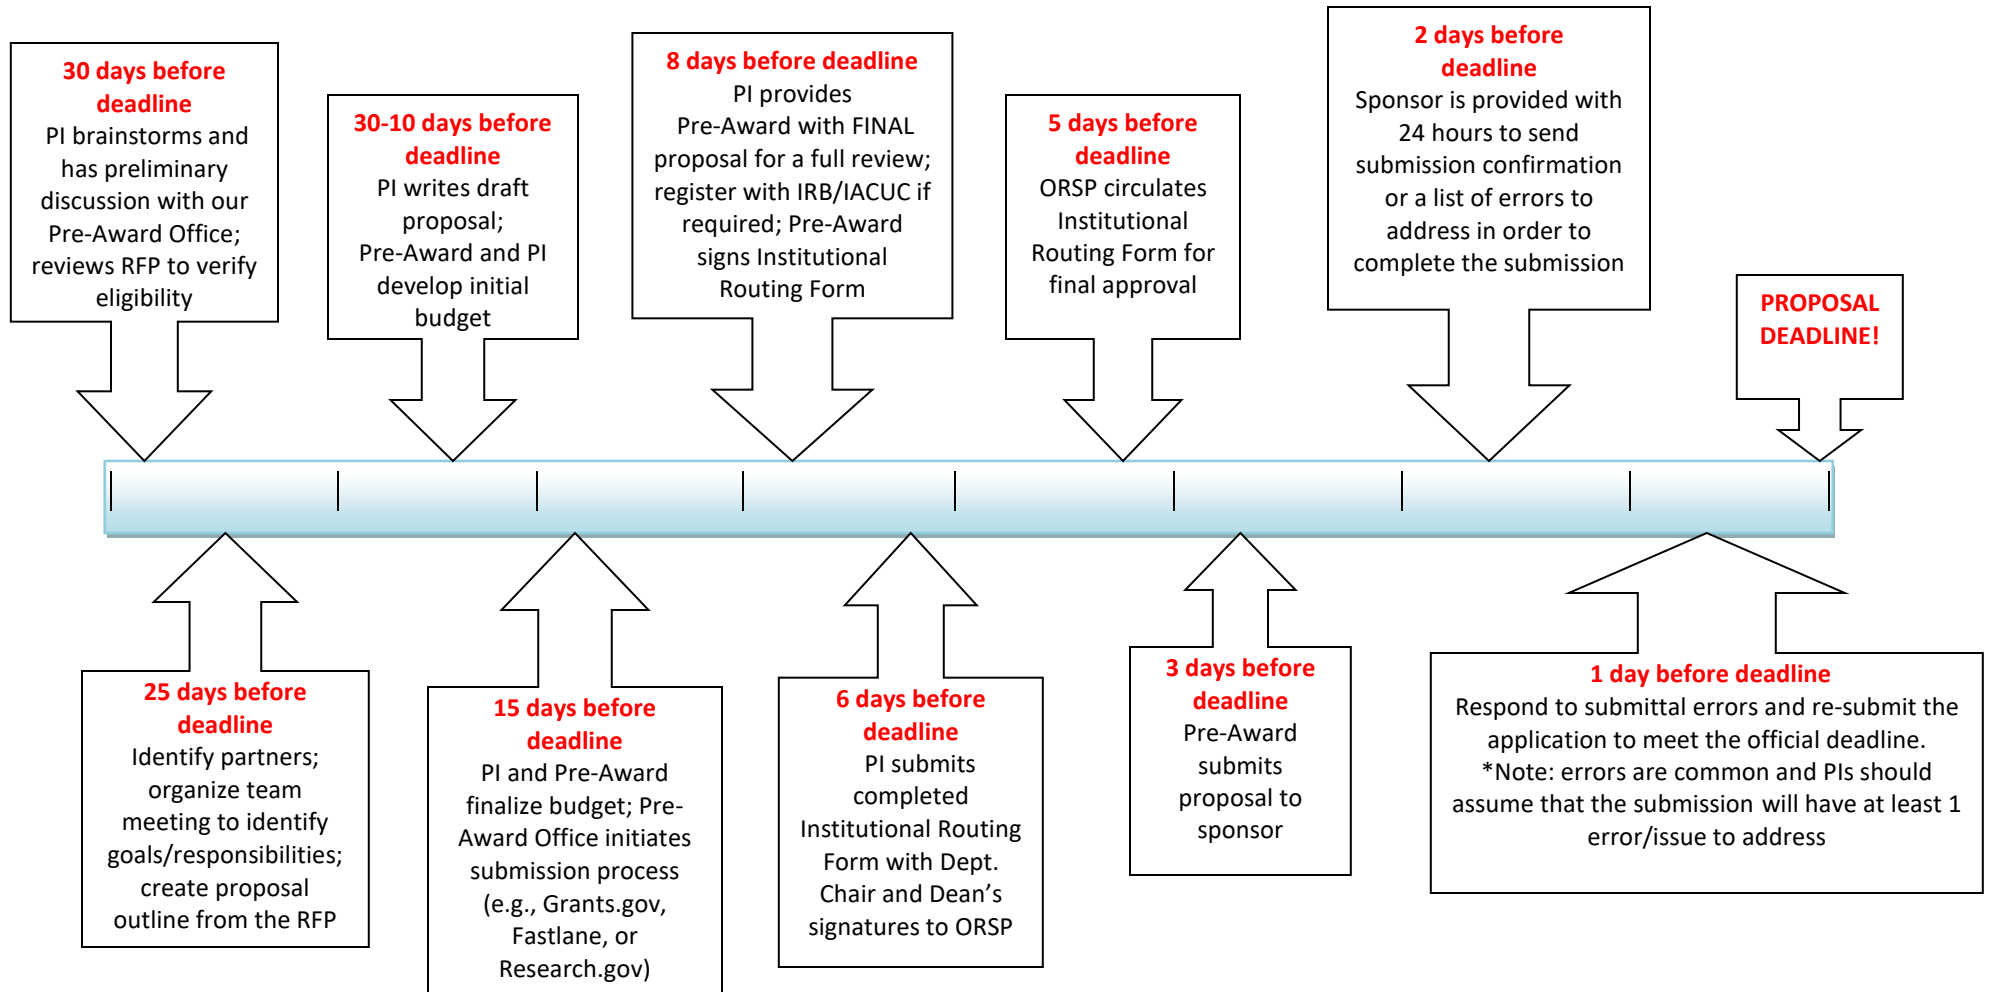 30 days before
deadline
PI brainstorms and
has preliminary
discussion with our
Pre-Award Office;
reviews RFP to verify
eligibility
30-10 days before
deadline
PI writes draft
proposal;
Pre-Award and PI
develop initial
budget
8 days before deadline
PI provides
Pre-Award with FINAL
proposal for a full review;
register with IRB/IACUC if
required; Pre-Award
signs Institutional
Routing Form
5 days before
deadline
ORSP circulates
Institutional
Routing Form for
final approval
2 days before
deadline
Sponsor is provided with
24 hours to send
submission confirmation
or a list of errors to
address in order to
complete the submission
PROPOSAL
DEADLINE!
25 days before
deadline
Identify partners;
organize team
meeting to identify
goals/responsibilities;
create proposal
outline from the RFP
15 days before
deadline
PI and Pre-Award
finalize budget; Pre-
Award Office initiates
submission process
(e.g., Grants.gov,
Fastlane, or
Research.gov)
6 days before
deadline
PI submits
completed
Institutional Routing
Form with Dept.
Chair and Dean’s
signatures to ORSP
3 days before
deadline
Pre-Award
submits
proposal to
sponsor
1 day before deadline
Respond to submittal errors and re-submit the
application to meet the official deadline.
*Note: errors are common and PIs should
assume that the submission will have at least 1
error/issue to address